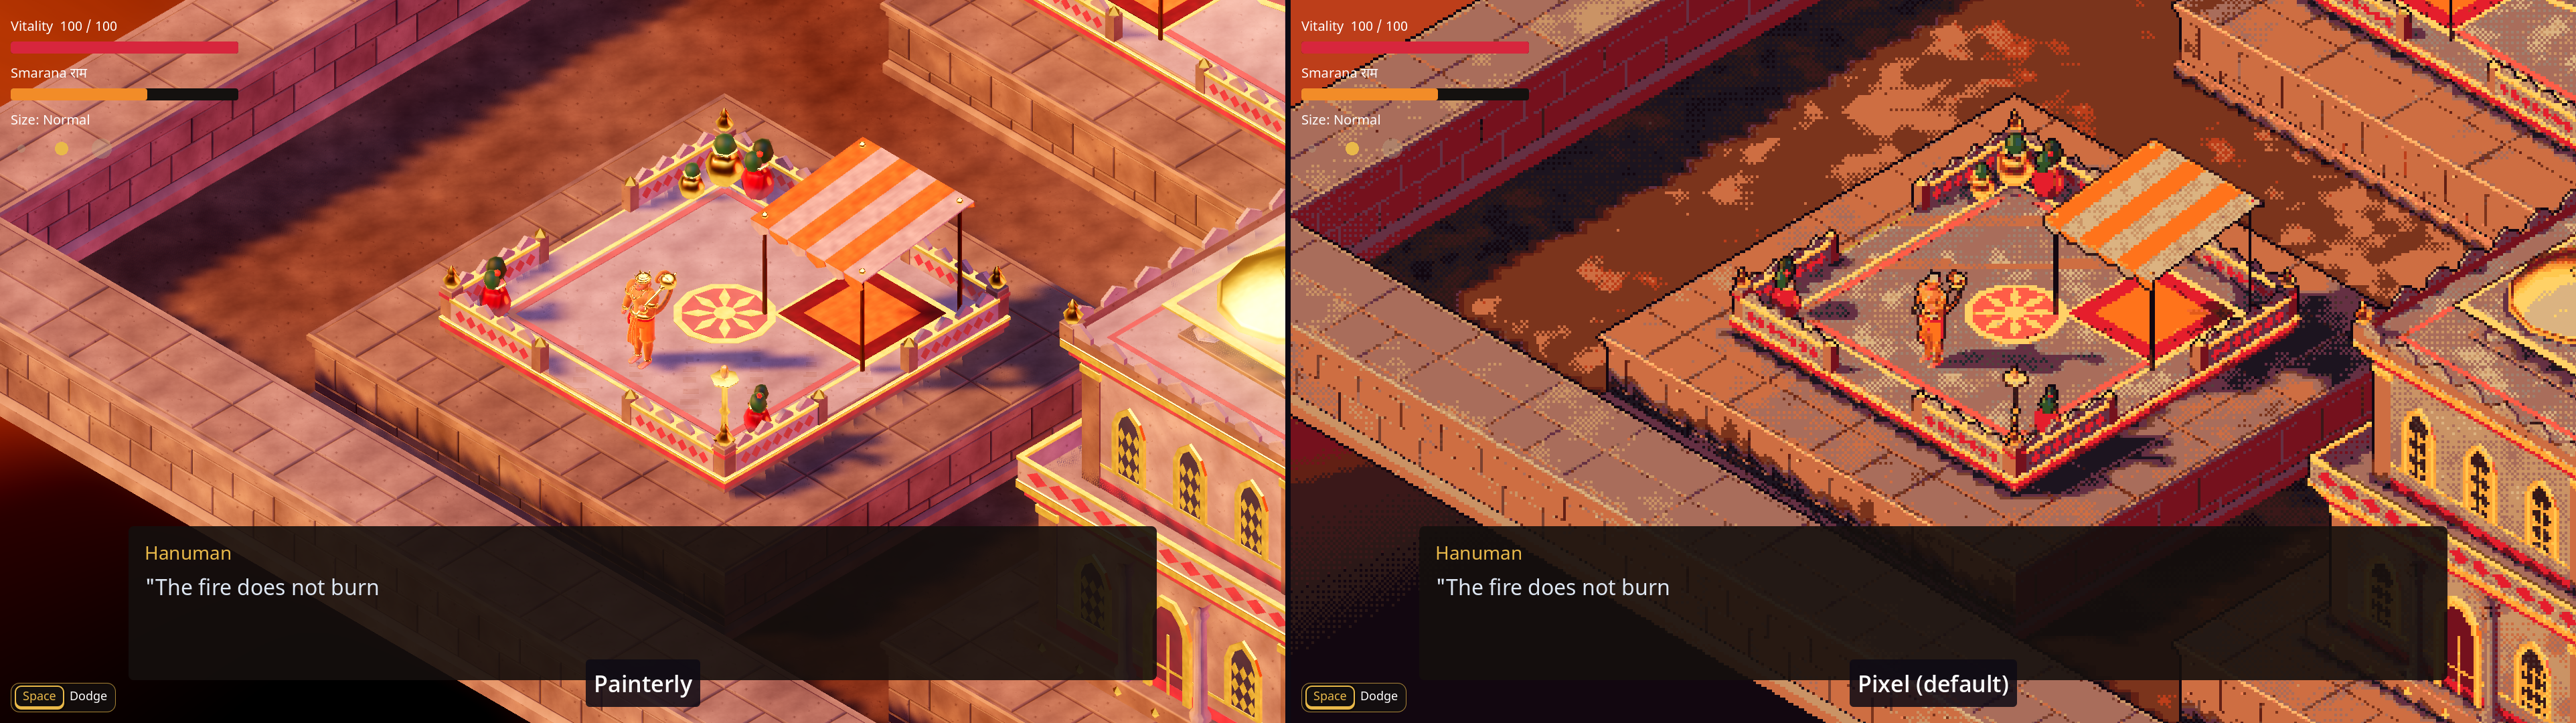 Vitality 100 / 100
Smarana राम
Size: Normal
Hanuman
"The fire does not burn
Painterly
Space Dodge
Vitality 100 / 100
Smarana राम
Size: Normal
Hanuman
"The fire does not burn
Pixel (default)
Space Dodge